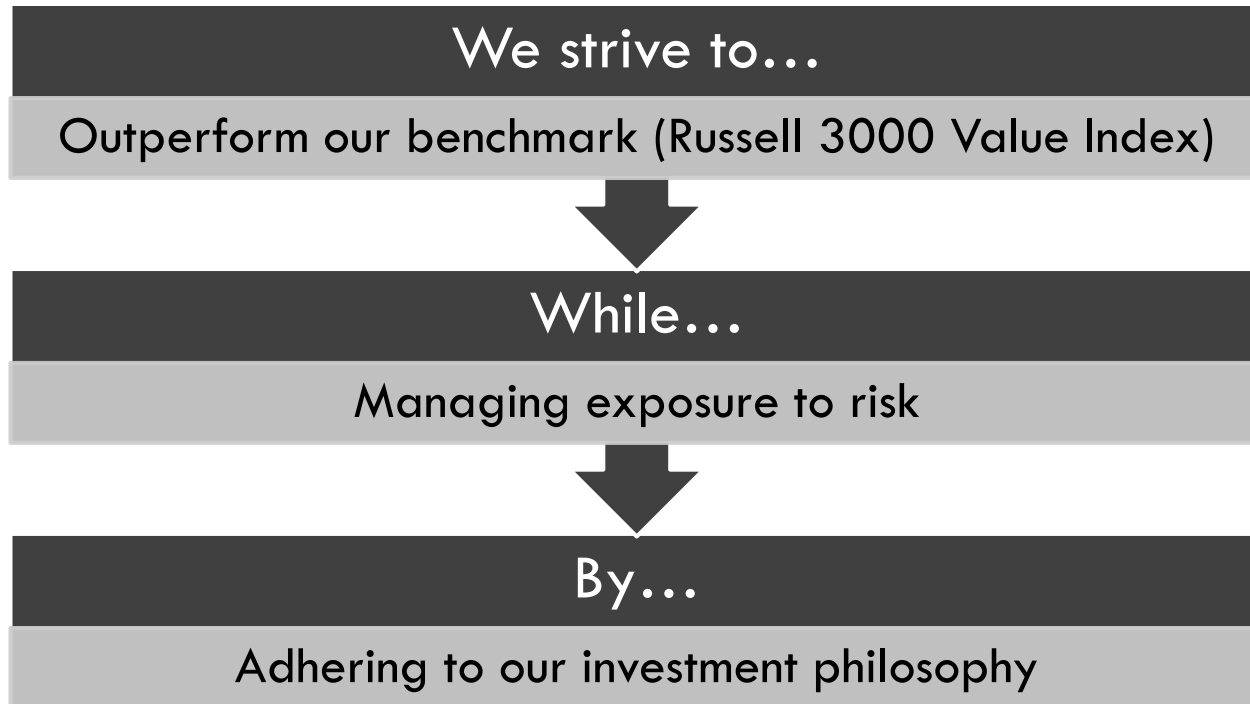 We strive to…
Outperform our benchmark (Russell 3000 Value Index)
While…
Managing exposure to risk
By…
Adhering to our investment philosophy